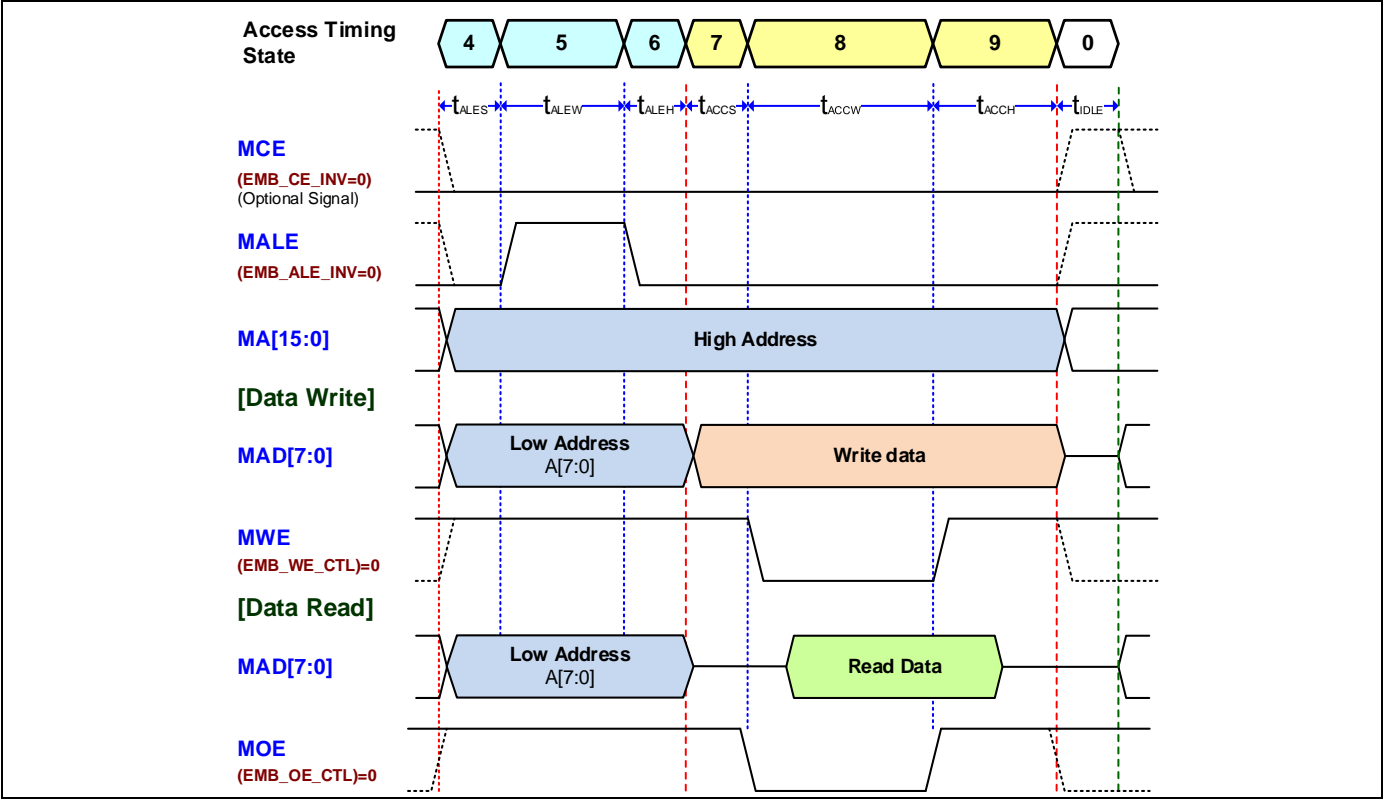 Access Timing
State
4 5 6 7 8 9 0
tALES tALEW tALEH tACCS tACCW tACCH tIDLE
MCE
(EMB_CE_INV=0)
(Optional Signal)
MALE
(EMB_ALE_INV=0)
MA[15:0]
High Address
[Data Write]
MAD[7:0]
Low Address
A[7:0]
Write data
MWE
(EMB_WE_CTL)=0
[Data Read]
MAD[7:0]
Low Address
A[7:0]
Read Data
MOE
(EMB_OE_CTL)=0